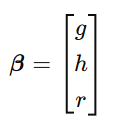 β = [ g
h
r ]